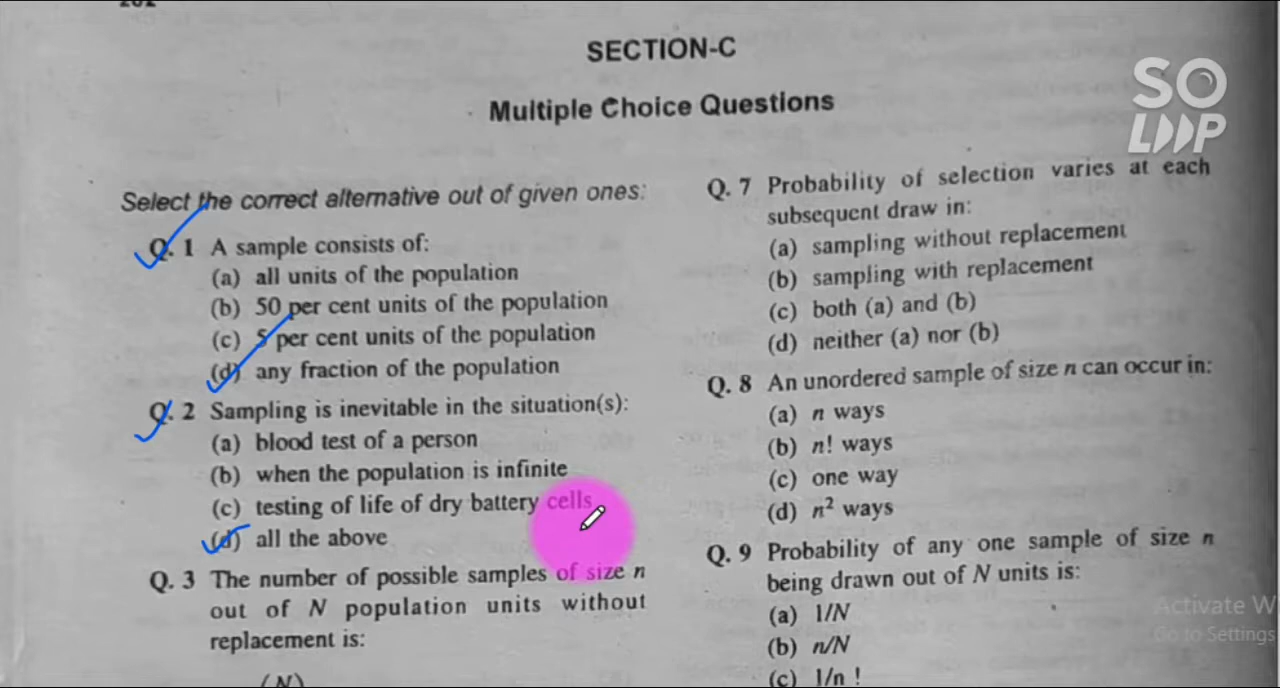 SECTION-C
Multiple Choice Questions
Select the correct alternative out of given ones:
Q. 1 A sample consists of:
(a) all units of the population
(b) 50 per cent units of the population
(c) 5 per cent units of the population
(d) any fraction of the population
Q. 2 Sampling is inevitable in the situation(s):
(a) blood test of a person
(b) when the population is infinite
(c) testing of life of dry battery cells
(d) all the above
Q. 3 The number of possible samples of size n
out of N population units without
replacement is:
(N)
Q. 7 Probability of selection varies at each
subsequent draw in:
(a) sampling without replacement
(b) sampling with replacement
(c) both (a) and (b)
(d) neither (a) nor (b)
Q. 8 An unordered sample of size n can occur in:
(a) n ways
(b) n! ways
(c) one way
(d) n² ways
Q. 9 Probability of any one sample of size n
being drawn out of N units is:
(a) 1/N
(b) n/N
(c) 1/n !
SO
LOOP
Activate W
Go to Settings